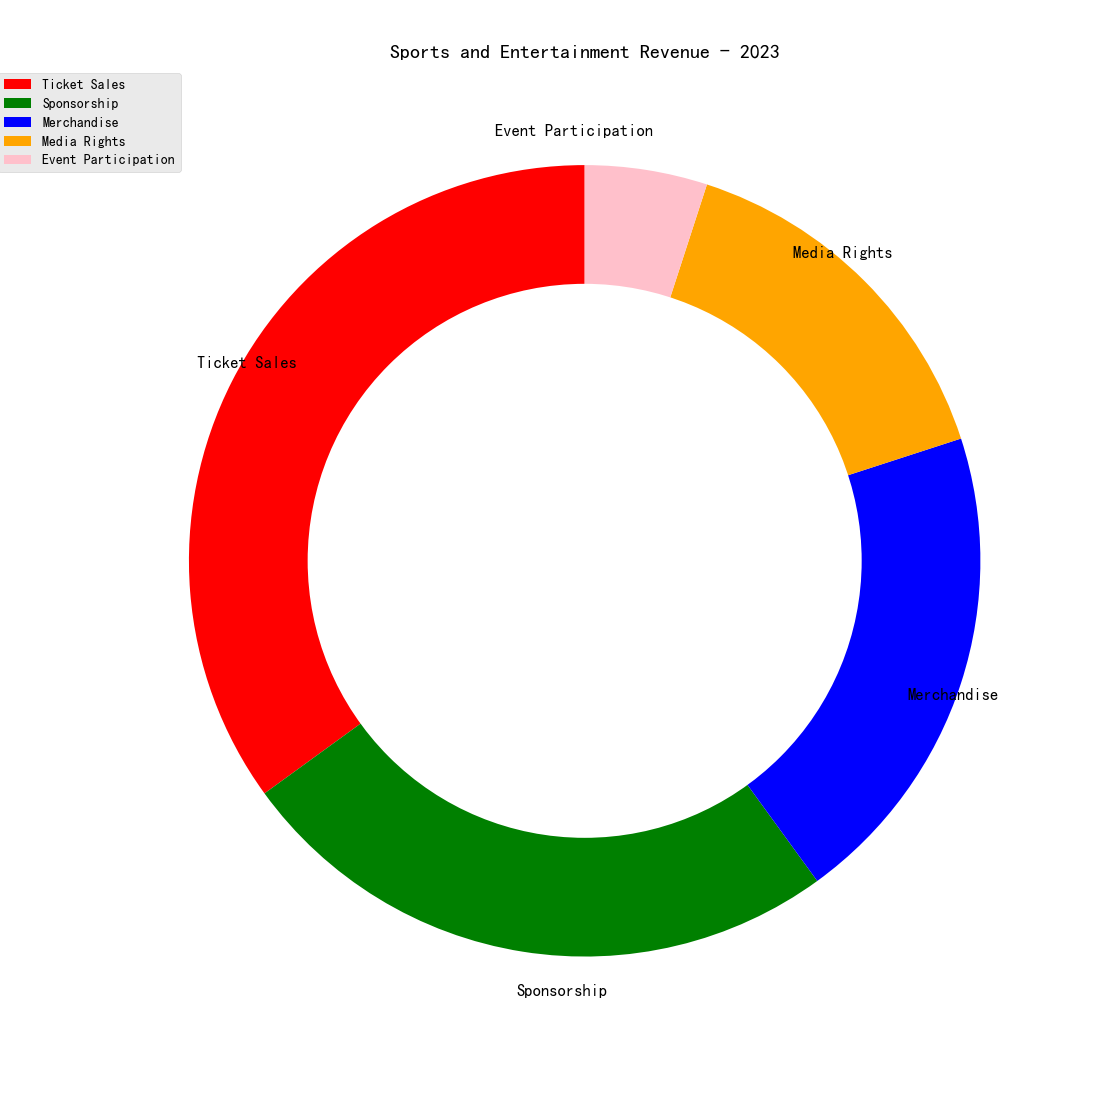 Sports and Entertainment Revenue - 2023
Ticket Sales
Sponsorship
Merchandise
Media Rights
Event Participation
Event Participation
Media Rights
Ticket Sales
Merchandise
Sponsorship